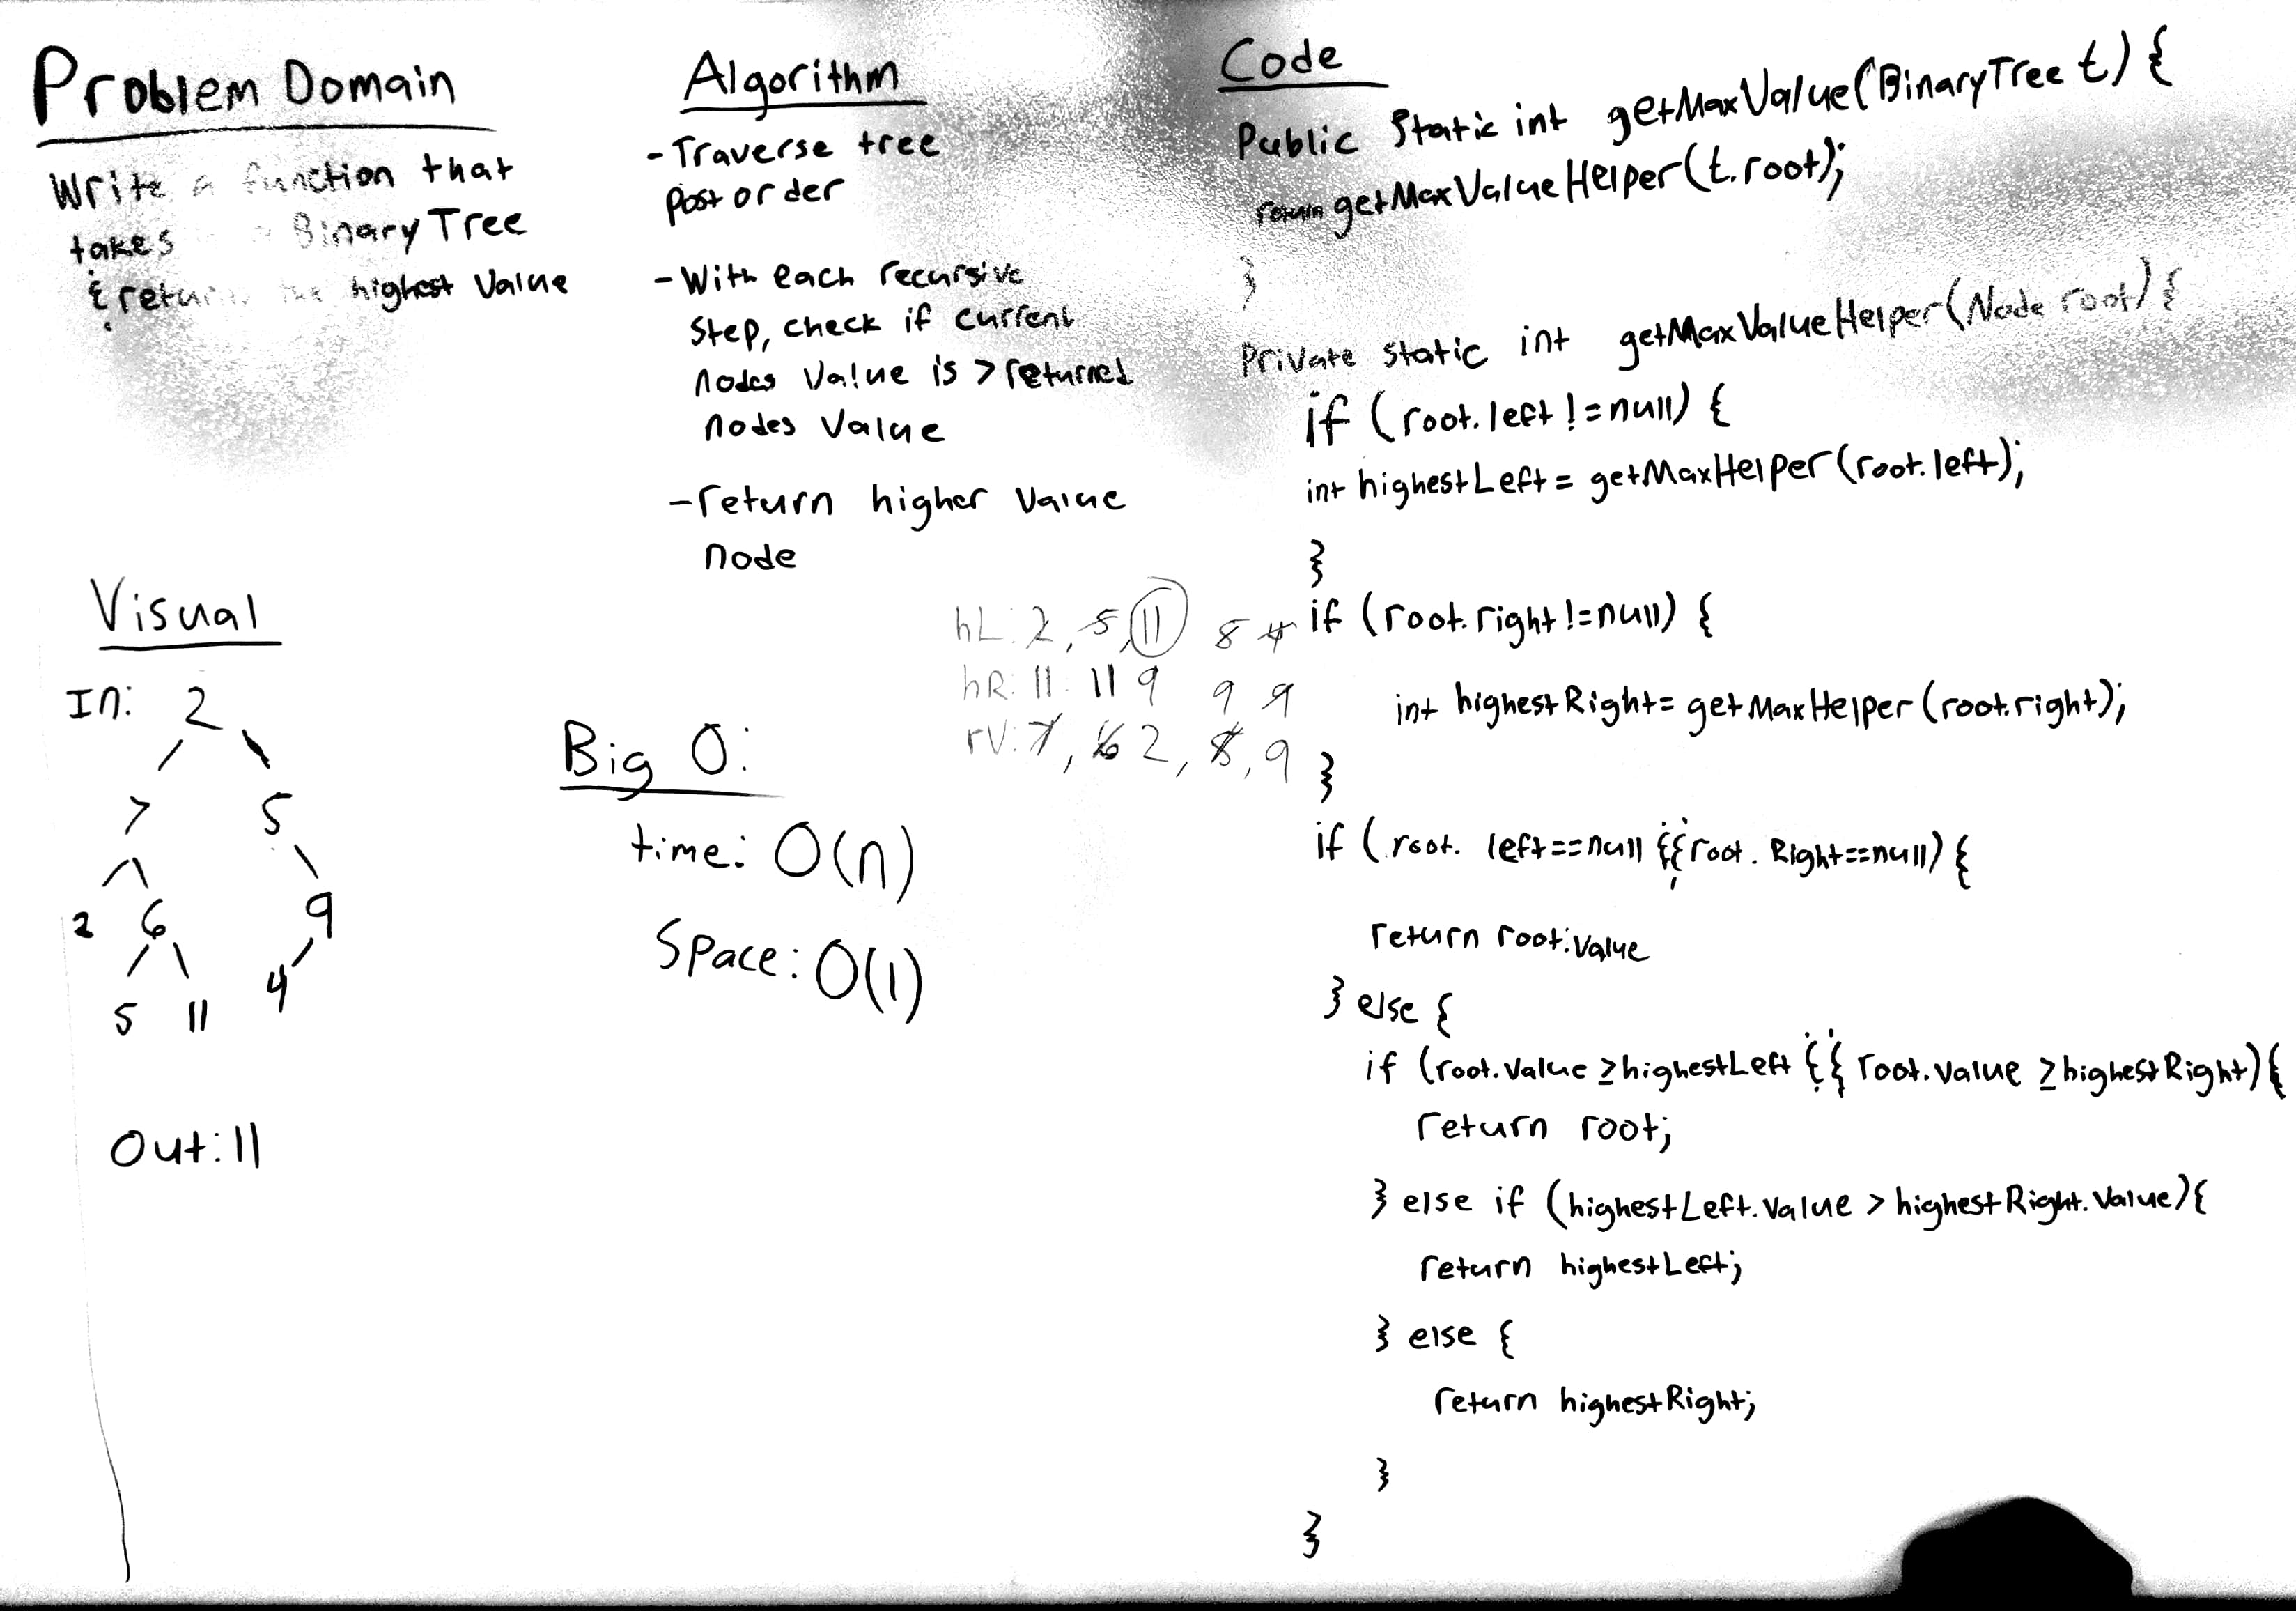 Problem Domain
Write a function that
takes a Binary Tree
& return the highest value
Algorithm
- Traverse tree
post order
- With each recursive
step, check if current
nodes value is > returned
nodes value
- return higher value
node
Visual
In: 2
7 5
2 6 9
5 11 4
Out: 11
Big O:
time: O(n)
Space: O(1)
hL: 2, 5, 11 8 4
hR: 11 11 9 9 9
rV: 7, 6 2, 5, 9
Code
Public Static int getMaxValue(BinaryTree t) {
return getMaxValueHelper(t.root);
}
Private static int getMaxValueHelper(Node root) {
if (root.left != null) {
int highestLeft = getMaxHelper(root.left);
}
if (root.right != null) {
int highestRight = getMaxHelper(root.right);
}
if (root. left == null && root. Right == null) {
return root.value
} else {
if (root.value ≥ highestLeft && root.value ≥ highestRight) {
return root;
} else if (highestLeft.value > highestRight.value) {
return highestLeft;
} else {
return highestRight;
}
}